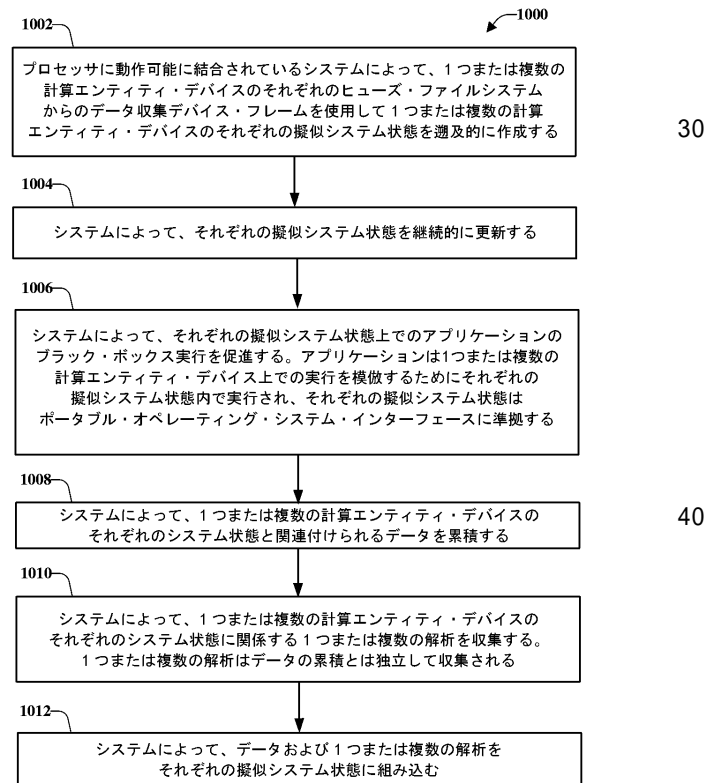 1000
1002
プロセッサに動作可能に結合されているシステムによって、１つまたは複数の
計算エンティティ・デバイスのそれぞれのヒューズ・ファイルシステム
からのデータ収集デバイス・フレームを使用して１つまたは複数の計算
エンティティ・デバイスのそれぞれの擬似システム状態を遡及的に作成する
30
1004
システムによって、それぞれの擬似システム状態を継続的に更新する
1006
システムによって、それぞれの擬似システム状態上でのアプリケーションの
ブラック・ボックス実行を促進する。アプリケーションは1つまたは複数の
計算エンティティ・デバイス上での実行を模倣するためにそれぞれの
擬似システム状態内で実行され、それぞれの擬似システム状態は
ポータブル・オペレーティング・システム・インターフェースに準拠する
1008
システムによって、１つまたは複数の計算エンティティ・デバイスの
それぞれのシステム状態と関連付けられるデータを累積する
40
1010
システムによって、１つまたは複数の計算エンティティ・デバイスの
それぞれのシステム状態に関係する１つまたは複数の解析を収集する。
１つまたは複数の解析はデータの累積とは独立して収集される
1012
システムによって、データおよび１つまたは複数の解析を
それぞれの擬似システム状態に組み込む